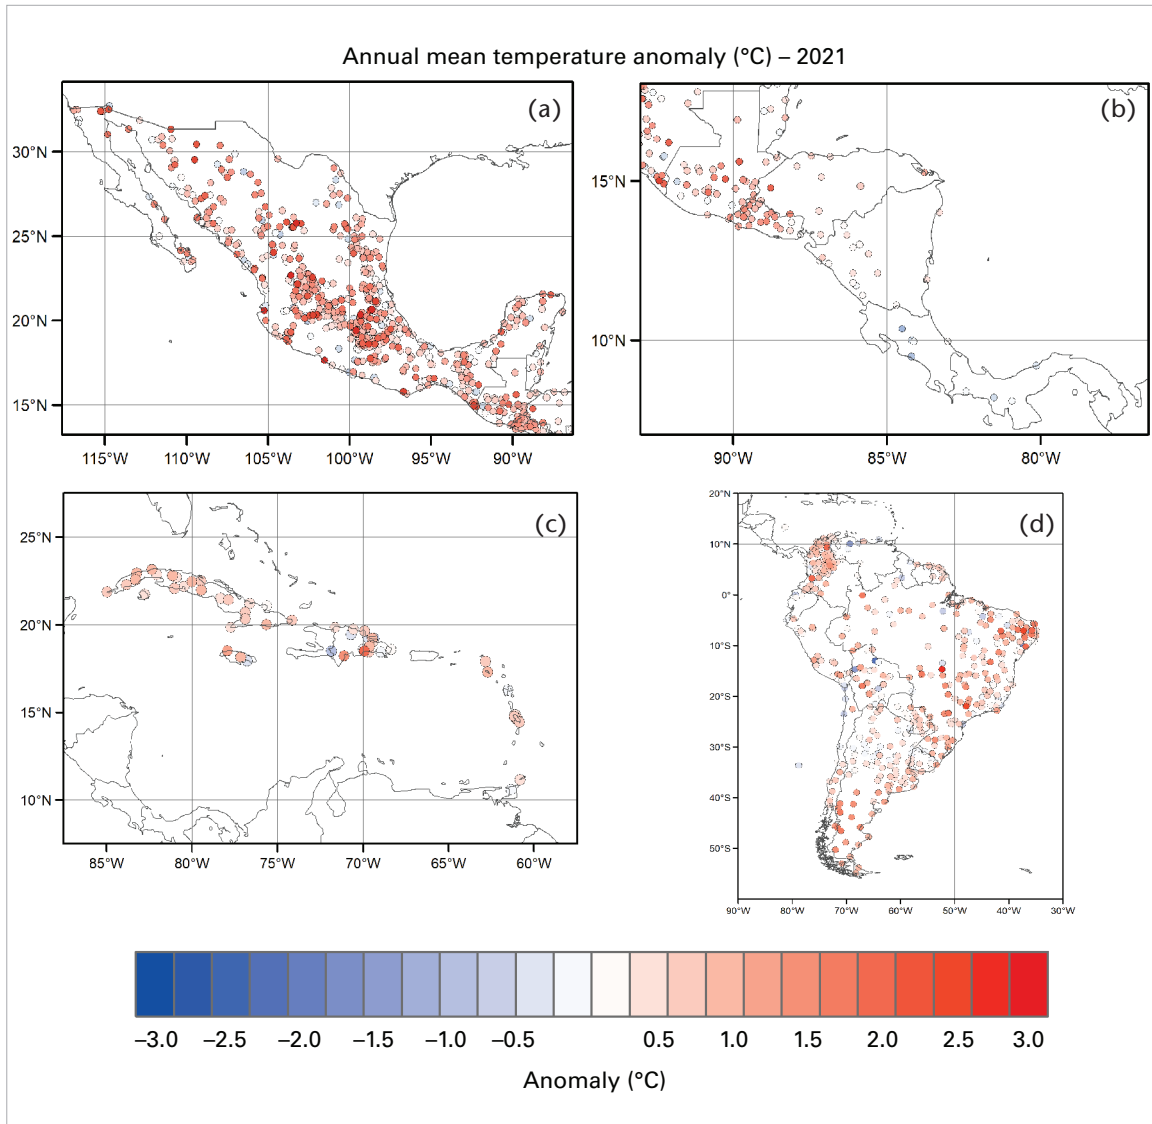 Annual mean temperature anomaly (°C) – 2021
(a)
30°N
25°N
20°N
15°N
115°W 110°W 105°W 100°W 95°W 90°W
(b)
15°N
10°N
90°W 85°W 80°W
(c)
25°N
20°N
15°N
10°N
85°W 80°W 75°W 70°W 65°W 60°W
(d)
20°N
10°N
0°
10°S
20°S
30°S
40°S
50°S
90°W 80°W 70°W 60°W 50°W 40°W 30°W
–3.0 –2.5 –2.0 –1.5 –1.0 –0.5 0.5 1.0 1.5 2.0 2.5 3.0
Anomaly (°C)